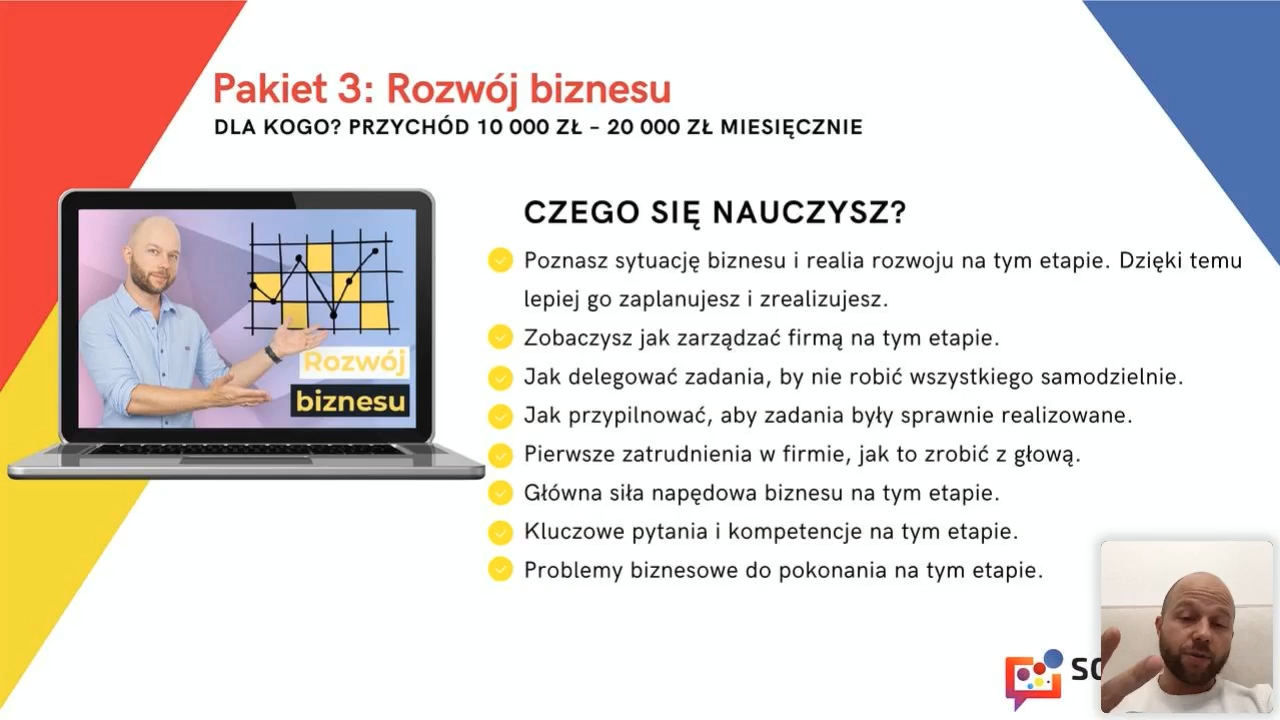 Pakiet 3: Rozwój biznesu
DLA KOGO? PRZYCHÓD 10 000 ZŁ – 20 000 ZŁ MIESIĘCZNIE
Rozwój
biznesu
CZEGO SIĘ NAUCZYSZ?
Poznasz sytuację biznesu i realia rozwoju na tym etapie. Dzięki temu
lepiej go zaplanujesz i zrealizujesz.
Zobaczysz jak zarządzać firmą na tym etapie.
Jak delegować zadania, by nie robić wszystkiego samodzielnie.
Jak przypilnować, aby zadania były sprawnie realizowane.
Pierwsze zatrudnienia w firmie, jak to zrobić z głową.
Główna siła napędowa biznesu na tym etapie.
Kluczowe pytania i kompetencje na tym etapie.
Problemy biznesowe do pokonania na tym etapie.